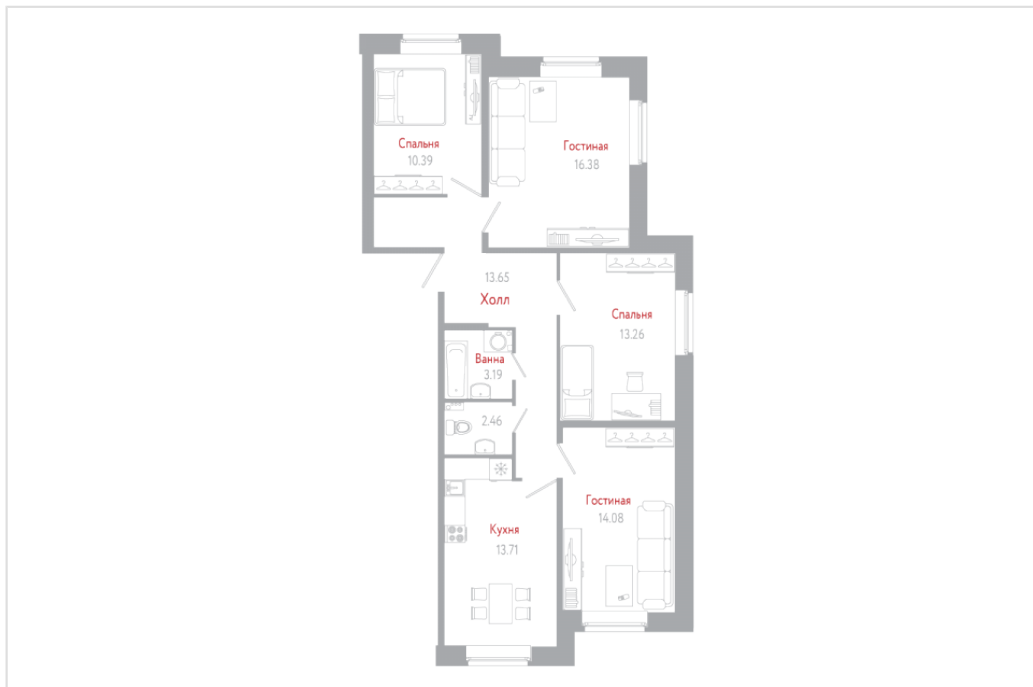 Спальня
10.39
Гостиная
16.38
13.65
Холл
Спальня
13.26
Ванна
3.19
2.46
Гостиная
14.08
Кухня
13.71